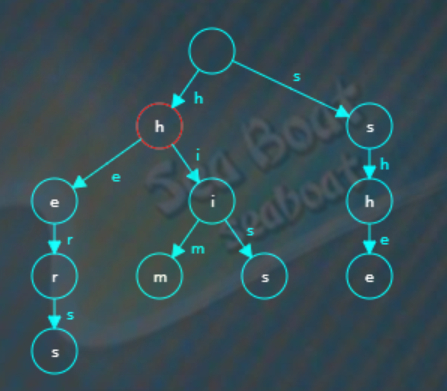 s
h
h s
i h
e
e i h
m e
r s
r m s e
s
s
Sea Boat
Seaboat